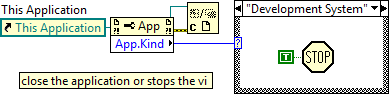 This Application
This Application
App
App.Kind
"Development System"
?
T
STOP
close the application or stops the vi